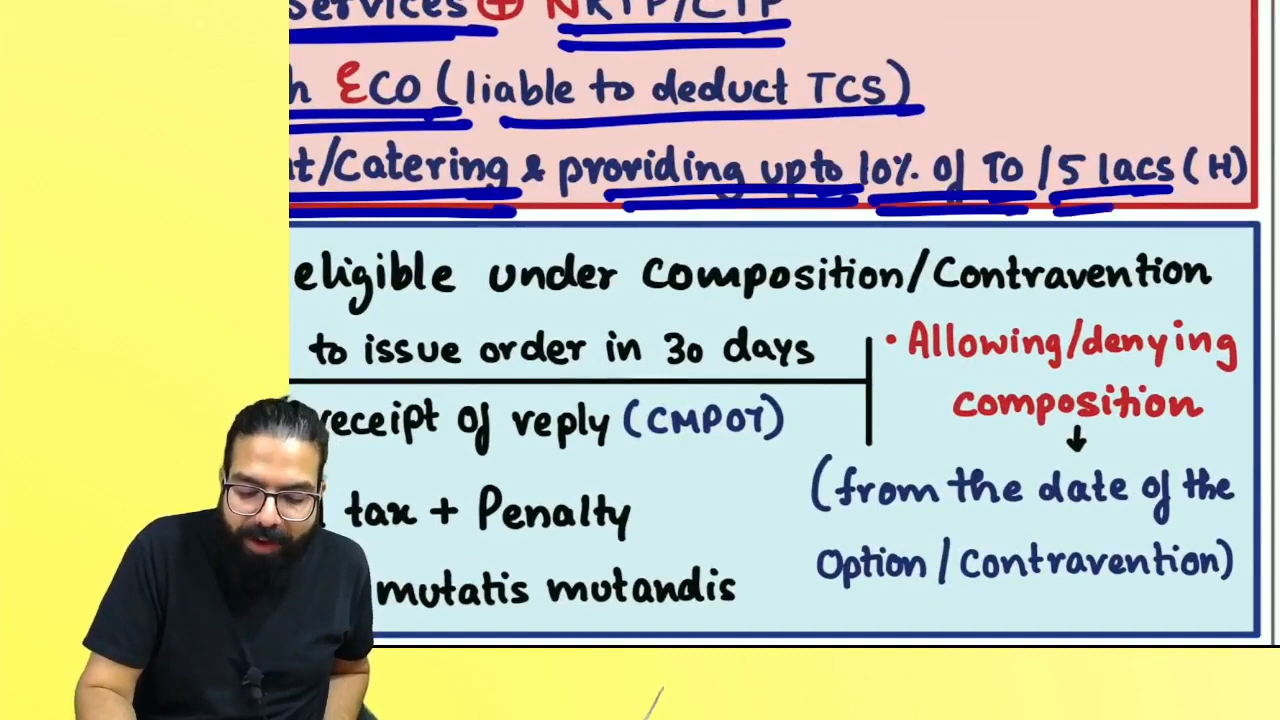 Services ⊕ NRTP/CTP
h ECO (liable to deduct TCS)
nt/Catering & providing upto 10% of To / 5 lacs (H)
eligible under Composition/Contravention
to issue order in 30 days
• Allowing/denying
composition
receipt of reply (CMP07)
↓
(from the date of the
tax + Penalty
Option / Contravention)
mutatis mutandis